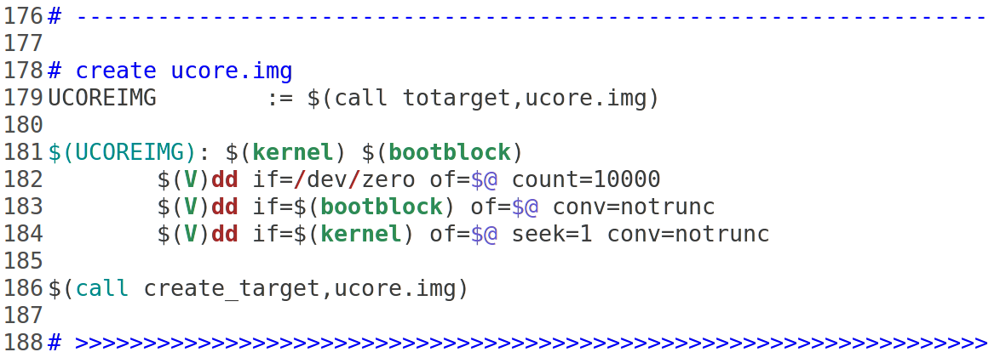 176# -------------------------------------------------------------------
177
178# create ucore.img
179UCOREIMG        := $(call totarget,ucore.img)
180
181$(UCOREIMG): $(kernel) $(bootblock)
182        $(V)dd if=/dev/zero of=$@ count=10000
183        $(V)dd if=$(bootblock) of=$@ conv=notrunc
184        $(V)dd if=$(kernel) of=$@ seek=1 conv=notrunc
185
186$(call create_target,ucore.img)
187
188# >>>>>>>>>>>>>>>>>>>>>>>>>>>>>>>>>>>>>>>>>>>>>>>>>>>>>>>>>>>>>>>>>>>